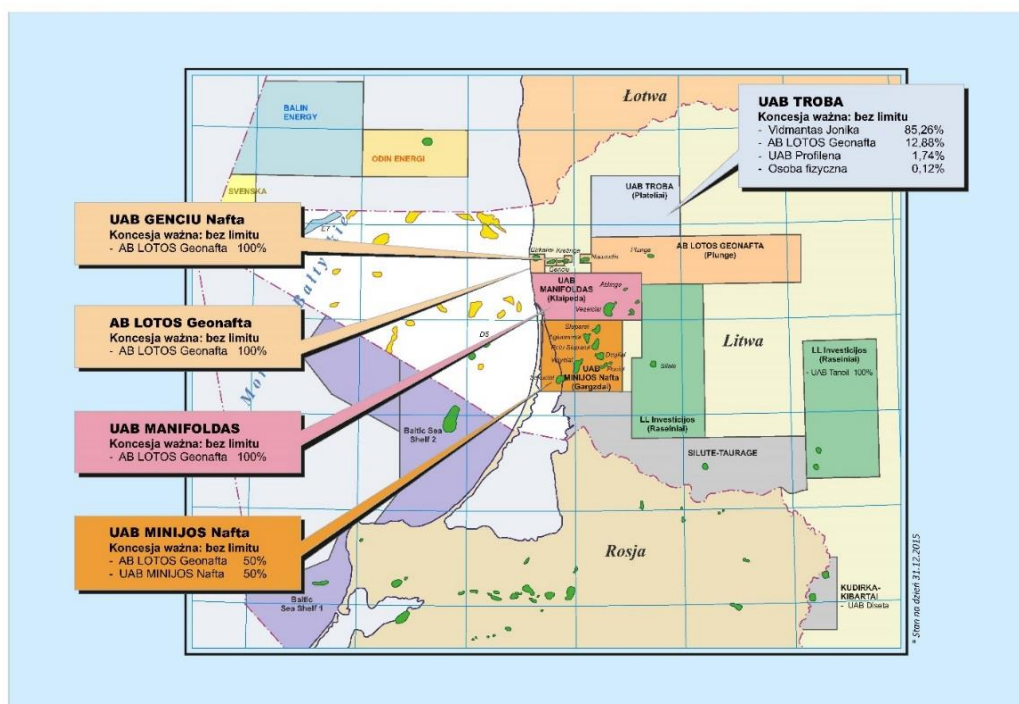 BALIN
ENERGY
ODIN ENERGI
SVENSKA
E7
Łotwa
UAB TROBA
Koncesja ważna: bez limitu
- Vidmantas Jonika 85,26%
- AB LOTOS Geonafta 12,88%
- UAB Profilena 1,74%
- Osoba fizyczna 0,12%
UAB TROBA
(Plateliai)
UAB GENCIU Nafta
Koncesja ważna: bez limitu
- AB LOTOS Geonafta 100%
Genciu
Plunge
AB LOTOS GEONAFTA
(Plunge)
UAB
MANIFOLDAS
(Klaipeda)
Ablinga
Vezaiciai
AB LOTOS Geonafta
Koncesja ważna: bez limitu
- AB LOTOS Geonafta 100%
Bałtyckie
D6
UAB
MINIJOS Nafta
(Gargzdai)
Silale
Litwa
LL Investicijos
(Raseiniai)
- UAB Tanoil 100%
LL Investicijos
(Raseiniai)
UAB MANIFOLDAS
Koncesja ważna: bez limitu
- AB LOTOS Geonafta 100%
Baltic Sea
Shelf 2
SILUTE-TAURAGE
UAB MINIJOS Nafta
Koncesja ważna: bez limitu
- AB LOTOS Geonafta 50%
- UAB MINIJOS Nafta 50%
Rosja
Baltic
Sea Shelf 1
KUDIRKA-
KIBARTAI
- UAB Diseta
* Stan na dzień 31.12.2015